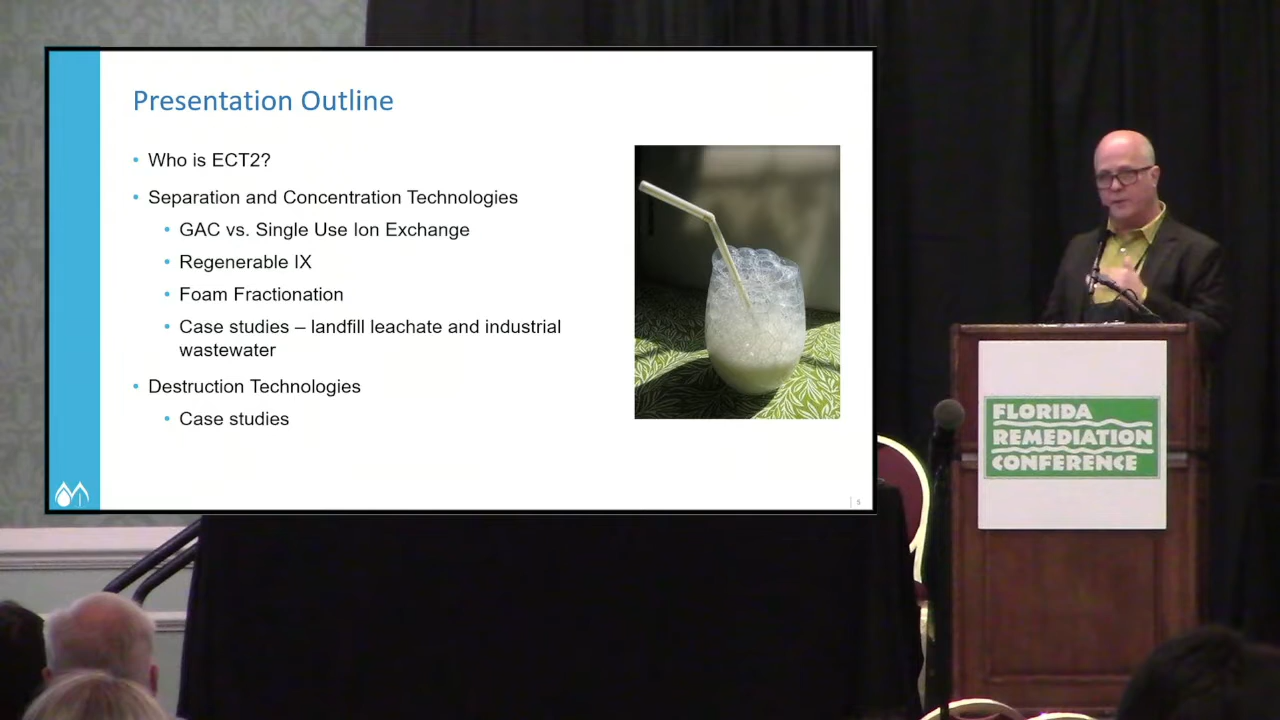 Presentation Outline
• Who is ECT2?
• Separation and Concentration Technologies
• GAC vs. Single Use Ion Exchange
• Regenerable IX
• Foam Fractionation
• Case studies – landfill leachate and industrial
wastewater
• Destruction Technologies
• Case studies
5
FLORIDA
REMEDIATION
CONFERENCE